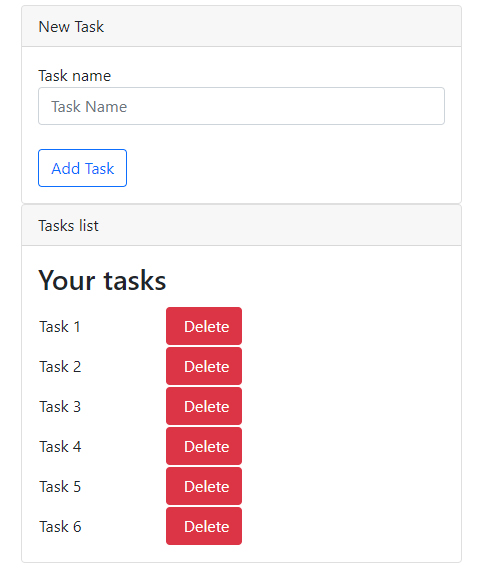 New Task
Task name
Task Name
Add Task
Tasks list
Your tasks
Task 1 Delete
Task 2 Delete
Task 3 Delete
Task 4 Delete
Task 5 Delete
Task 6 Delete